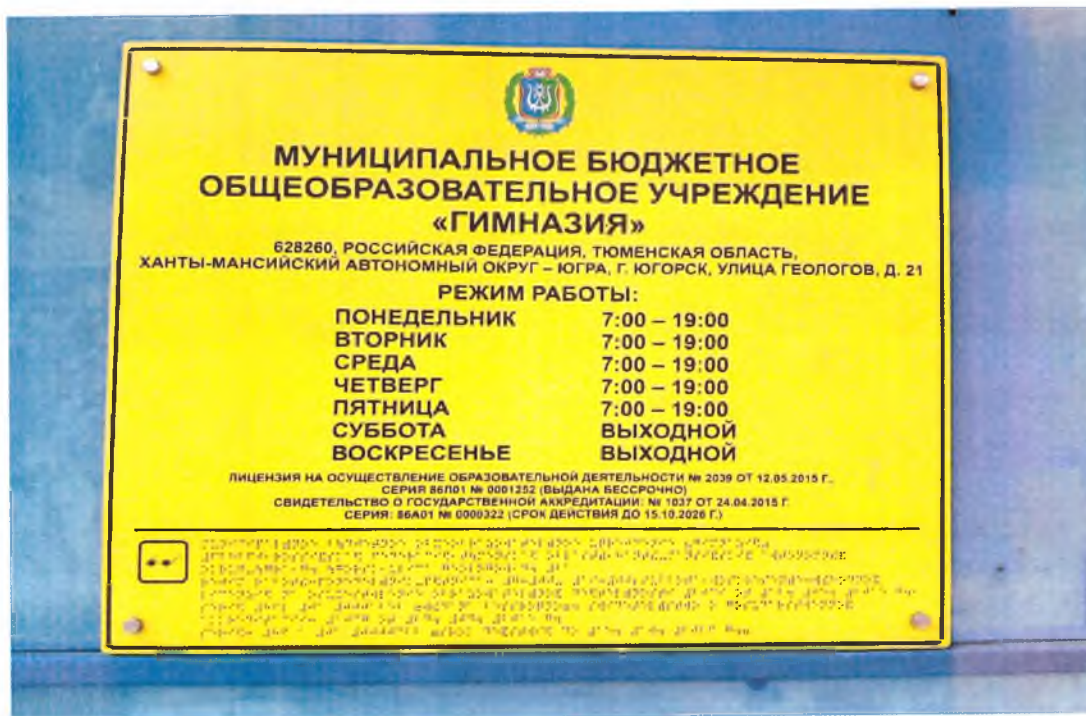 МУНИЦИПАЛЬНОЕ БЮДЖЕТНОЕ
ОБЩЕОБРАЗОВАТЕЛЬНОЕ УЧРЕЖДЕНИЕ
«ГИМНАЗИЯ»
628260, РОССИЙСКАЯ ФЕДЕРАЦИЯ, ТЮМЕНСКАЯ ОБЛАСТЬ,
ХАНТЫ-МАНСИЙСКИЙ АВТОНОМНЫЙ ОКРУГ – ЮГРА, Г. ЮГОРСК, УЛИЦА ГЕОЛОГОВ, Д. 21
РЕЖИМ РАБОТЫ:
ПОНЕДЕЛЬНИК 7:00 – 19:00
ВТОРНИК 7:00 – 19:00
СРЕДА 7:00 – 19:00
ЧЕТВЕРГ 7:00 – 19:00
ПЯТНИЦА 7:00 – 19:00
СУББОТА ВЫХОДНОЙ
ВОСКРЕСЕНЬЕ ВЫХОДНОЙ
ЛИЦЕНЗИЯ НА ОСУЩЕСТВЛЕНИЕ ОБРАЗОВАТЕЛЬНОЙ ДЕЯТЕЛЬНОСТИ № 2039 ОТ 12.05.2015 Г.,
СЕРИЯ 86Л01 № 0001252 (ВЫДАНА БЕССРОЧНО)
СВИДЕТЕЛЬСТВО О ГОСУДАРСТВЕННОЙ АККРЕДИТАЦИИ: № 1037 ОТ 24.04.2015 Г.
СЕРИЯ: 86А01 № 0000322 (СРОК ДЕЙСТВИЯ ДО 15.10.2026 Г.)